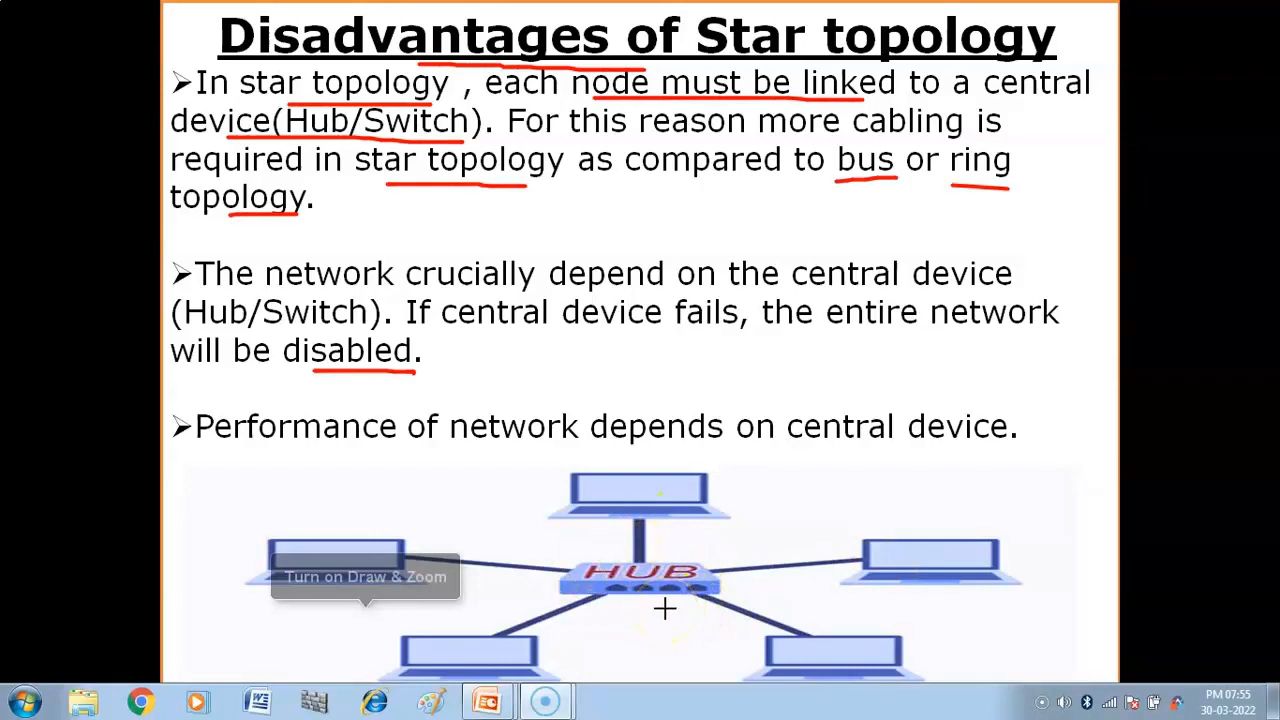 Disadvantages of Star topology
➢In star topology , each node must be linked to a central
device(Hub/Switch). For this reason more cabling is
required in star topology as compared to bus or ring
topology.
➢The network crucially depend on the central device
(Hub/Switch). If central device fails, the entire network
will be disabled.
➢Performance of network depends on central device.
HUB
Turn on Draw & Zoom
PM 07:55
30-03-2022